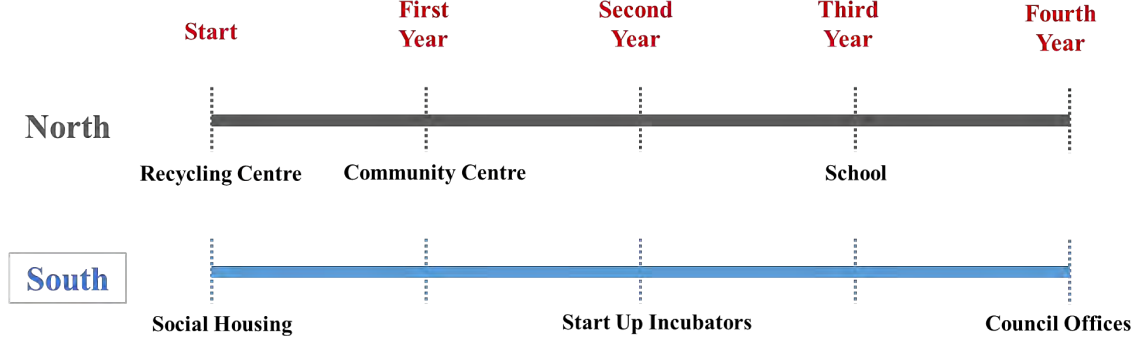 Start
First
Year
Second
Year
Third
Year
Fourth
Year
North
Recycling Centre
Community Centre
School
South
Social Housing
Start Up Incubators
Council Offices